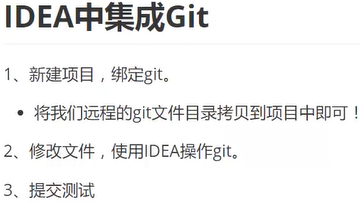 IDEA中集成Git
1、新建项目，绑定git。
将我们远程的git文件目录拷贝到项目中即可！
2、修改文件，使用IDEA操作git。
3、提交测试